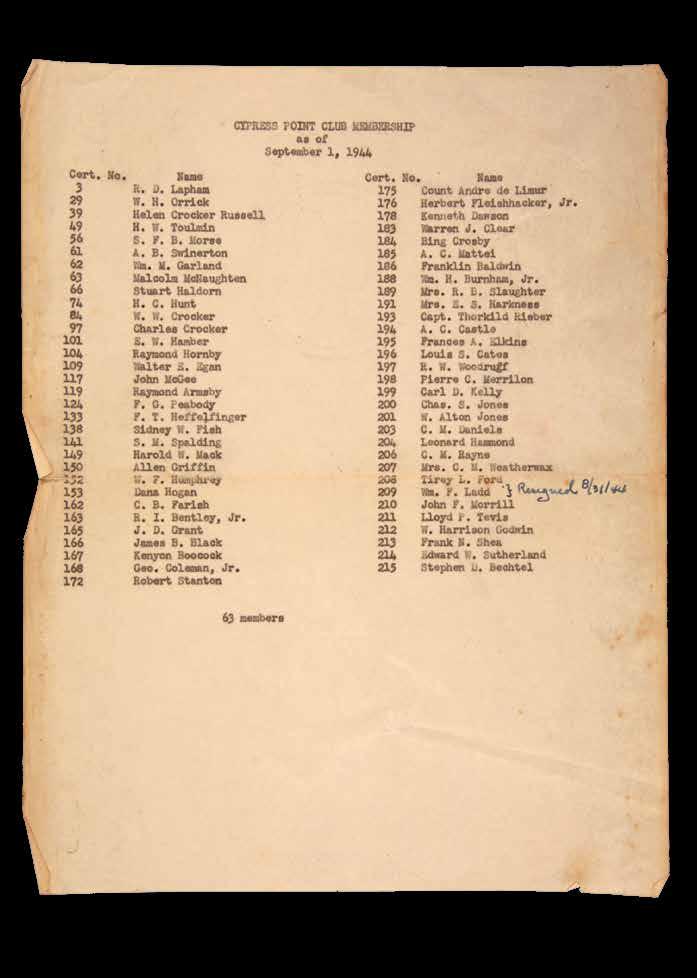 CYPRESS POINT CLUB MEMBERSHIP
as of
September 1, 1944
Cert. No. Name
3 R. D. Lapham
29 W. H. Orrick
39 Helen Crocker Russell
49 H. W. Toulmin
56 S. F. B. Morse
61 A. B. Swinerton
62 Wm. M. Garland
63 Malcolm McNaughten
66 Stuart Haldorn
74 H. C. Hunt
84 W. W. Crocker
97 Charles Crocker
101 E. W. Hamber
104 Raymond Hornby
109 Walter E. Egan
117 John McGee
119 Raymond Armsby
124 F. G. Peabody
133 F. T. Heffelfinger
138 Sidney W. Fish
141 S. M. Spalding
149 Harold W. Mack
150 Allen Griffin
152 W. F. Humphrey
153 Dana Hogan
162 C. B. Farish
163 R. I. Bentley, Jr.
165 J. D. Grant
166 James B. Black
167 Kenyon Boocock
168 Geo. Coleman, Jr.
172 Robert Stanton
Cert. No. Name
175 Count Andre de Limur
176 Herbert Fleishhacker, Jr.
178 Kenneth Dawson
183 Warren J. Clear
184 Bing Crosby
185 A. C. Mattei
186 Franklin Baldwin
188 Wm. H. Burnham, Jr.
189 Mrs. R. B. Slaughter
191 Mrs. E. S. Harkness
193 Capt. Thorkild Rieber
194 A. C. Castle
195 Frances A. Elkins
196 Louis S. Cates
197 R. W. Woodruff
198 Pierre C. Merrilon
199 Carl D. Kelly
200 Chas. S. Jones
201 W. Alton Jones
203 C. M. Daniels
204 Leonard Hammond
206 C. M. Rayne
207 Mrs. C. M. Weatherwax
208 Tirey L. Ford
209 Wm. F. Ladd } Resigned 8/31/44
210 John F. Morrill
211 Lloyd P. Tevis
212 W. Harrison Godwin
213 Frank N. Shea
214 Edward W. Sutherland
215 Stephen D. Bechtel
63 members